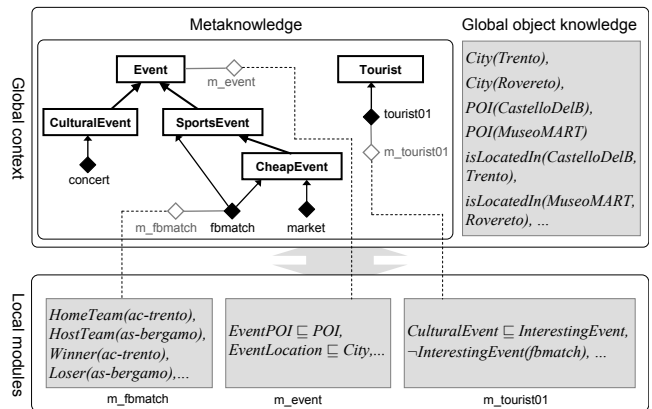 Metaknowledge
Global object knowledge
Global context
Event
m_event
Tourist
CulturalEvent
SportsEvent
tourist01
m_tourist01
CheapEvent
concert
m_fbmatch
fbmatch
market
City(Trento),
City(Rovereto),
POI(CastelloDelB),
POI(MuseoMART)
isLocatedIn(CastelloDelB,
Trento),
isLocatedIn(MuseoMART,
Rovereto), ...
Local modules
HomeTeam(ac-trento),
HostTeam(as-bergamo),
Winner(ac-trento),
Loser(as-bergamo),...
m_fbmatch
EventPOI ⊑ POI,
EventLocation ⊑ City,...
m_event
CulturalEvent ⊑ InterestingEvent,
¬InterestingEvent(fbmatch), ...
m_tourist01